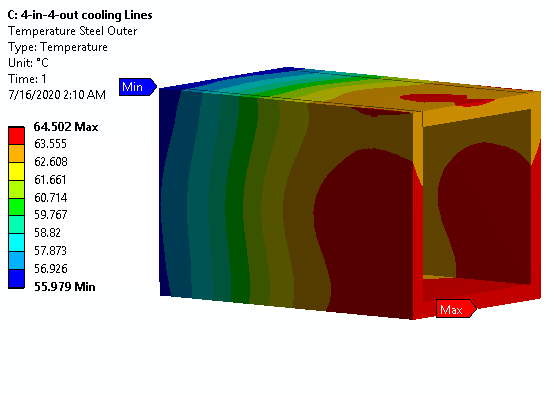 C: 4-in-4-out cooling Lines
Temperature Steel Outer
Type: Temperature
Unit: °C
Time: 1
7/16/2020 2:10 AM
Min
64.502 Max
63.555
62.608
61.661
60.714
59.767
58.82
57.873
56.926
55.979 Min
Max